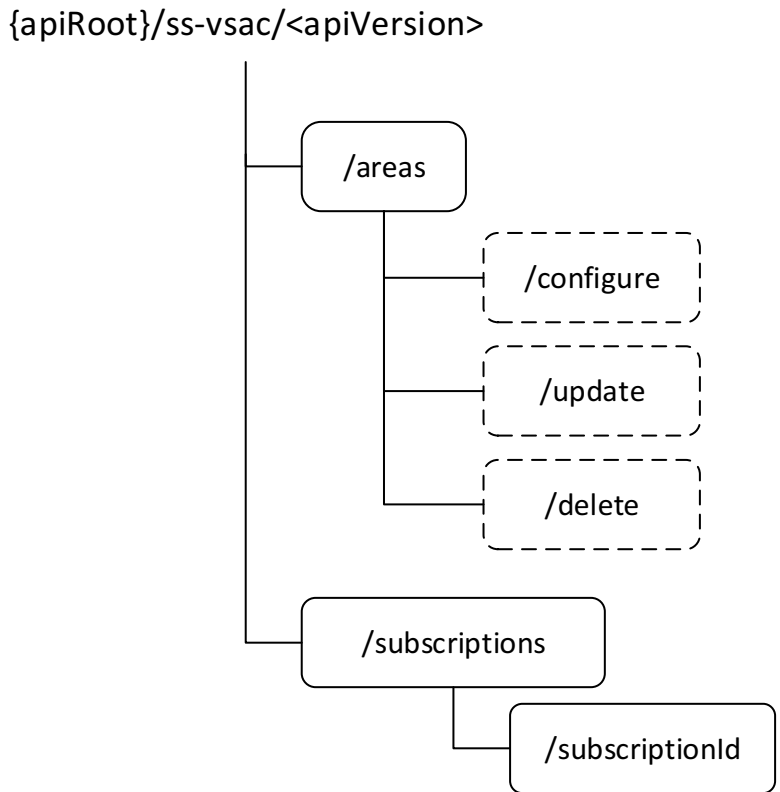 {apiRoot}/ss-vsac/<apiVersion>
/areas
/configure
/update
/delete
/subscriptions
/subscriptionId